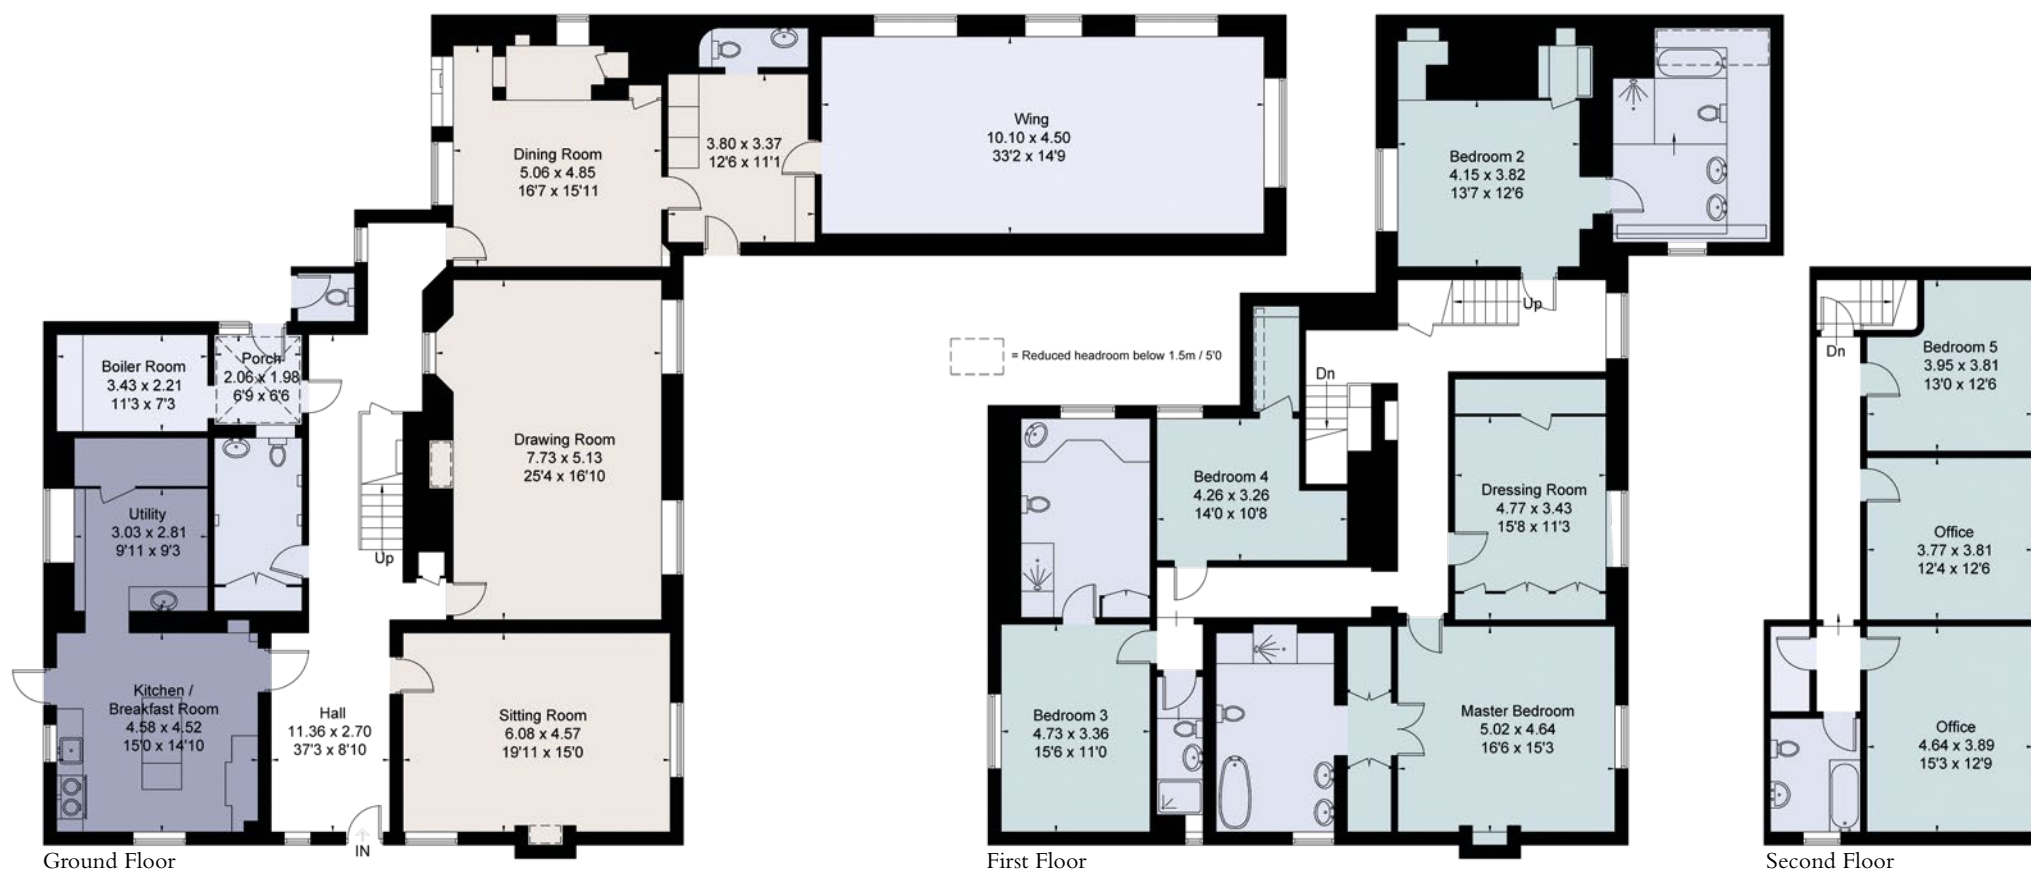 Dining Room
5.06 x 4.85
16'7 x 15'11
3.80 x 3.37
12'6 x 11'1
Wing
10.10 x 4.50
33'2 x 14'9
Boiler Room
3.43 x 2.21
11'3 x 7'3
Porch
2.06 x 1.98
6'9 x 6'6
Drawing Room
7.73 x 5.13
25'4 x 16'10
Utility
3.03 x 2.81
9'11 x 9'3
Up
Kitchen /
Breakfast Room
4.58 x 4.52
15'0 x 14'10
Hall
11.36 x 2.70
37'3 x 8'10
Sitting Room
6.08 x 4.57
19'11 x 15'0
IN
Ground Floor
= Reduced headroom below 1.5m / 5'0
Bedroom 2
4.15 x 3.82
13'7 x 12'6
Up
Dn
Bedroom 4
4.26 x 3.26
14'0 x 10'8
Dressing Room
4.77 x 3.43
15'8 x 11'3
Bedroom 3
4.73 x 3.36
15'6 x 11'0
Master Bedroom
5.02 x 4.64
16'6 x 15'3
First Floor
Dn
Bedroom 5
3.95 x 3.81
13'0 x 12'6
Office
3.77 x 3.81
12'4 x 12'6
Office
4.64 x 3.89
15'3 x 12'9
Second Floor